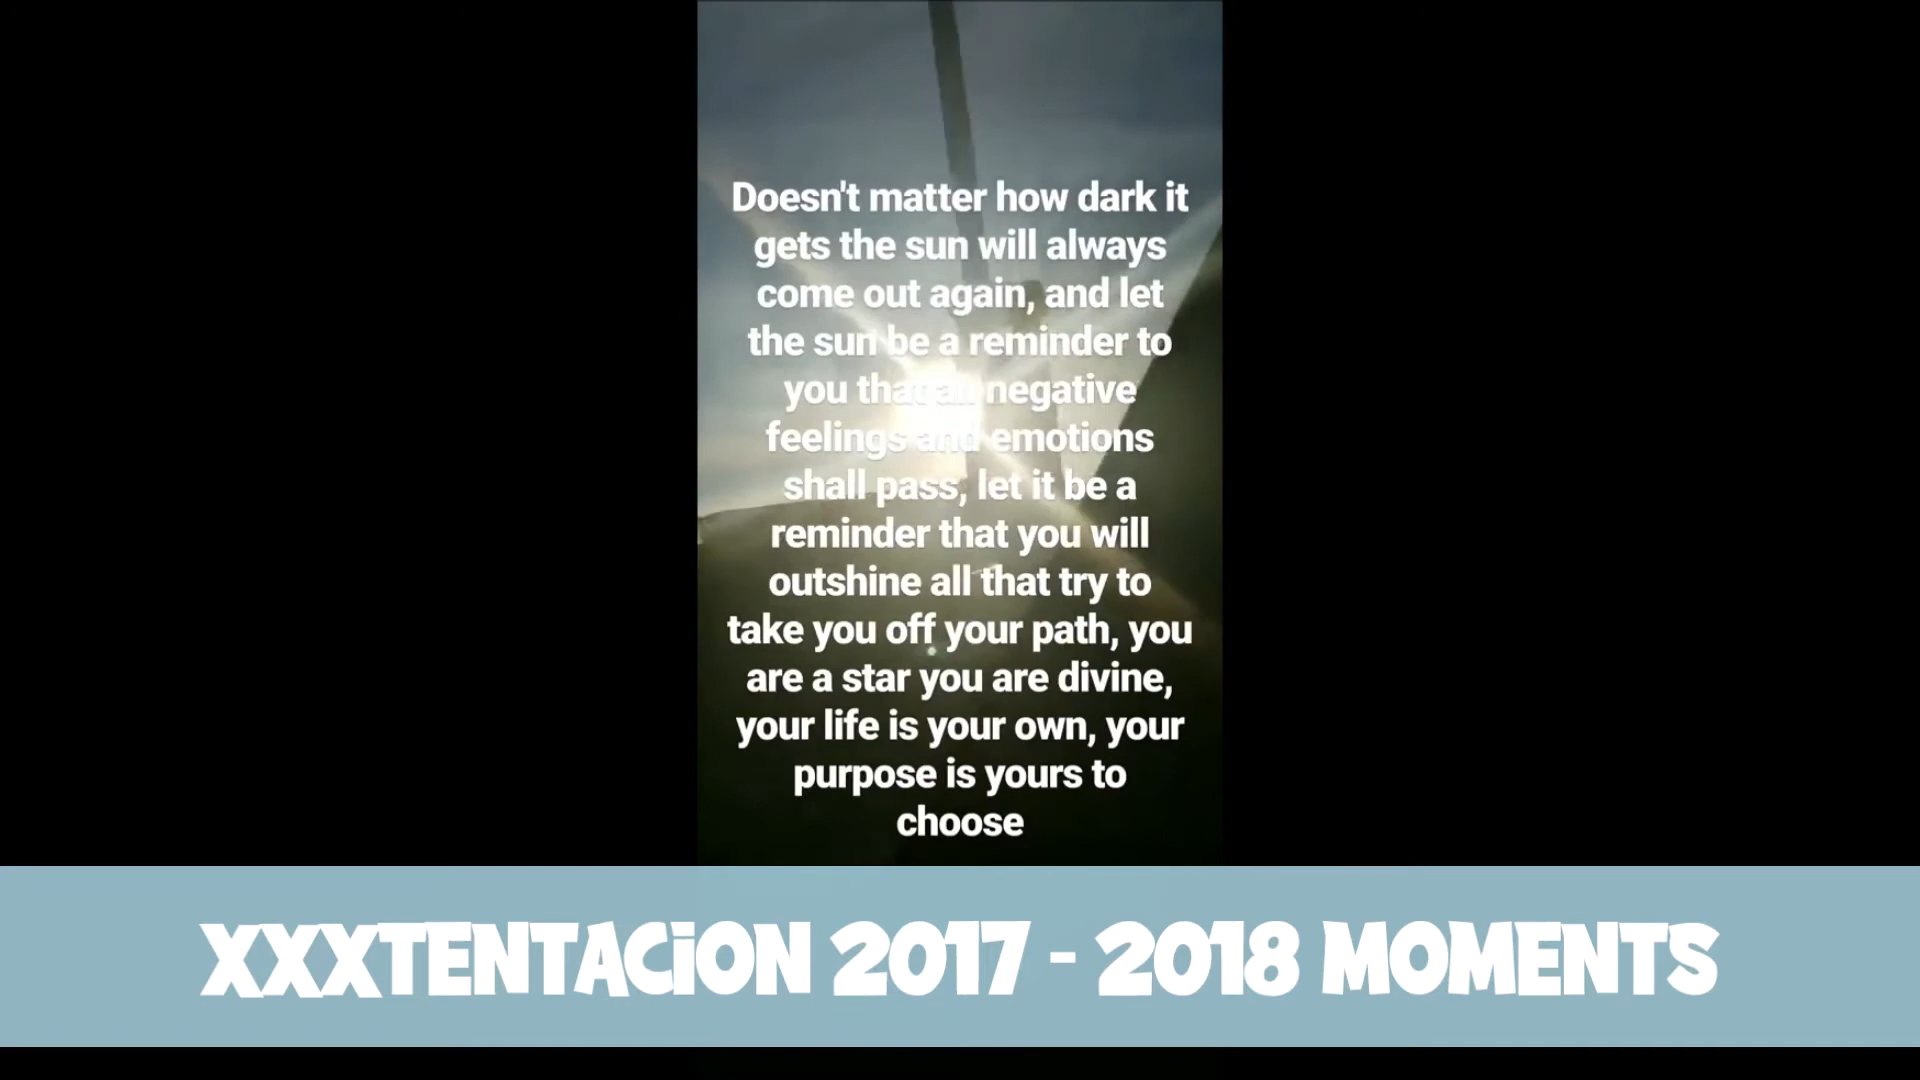 Doesn't matter how dark it
gets the sun will always
come out again, and let
the sun be a reminder to
you that all negative
feelings and emotions
shall pass, let it be a
reminder that you will
outshine all that try to
take you off your path, you
are a star you are divine,
your life is your own, your
purpose is yours to
choose
XXXTENTACiON 2017 - 2018 MOMENTS